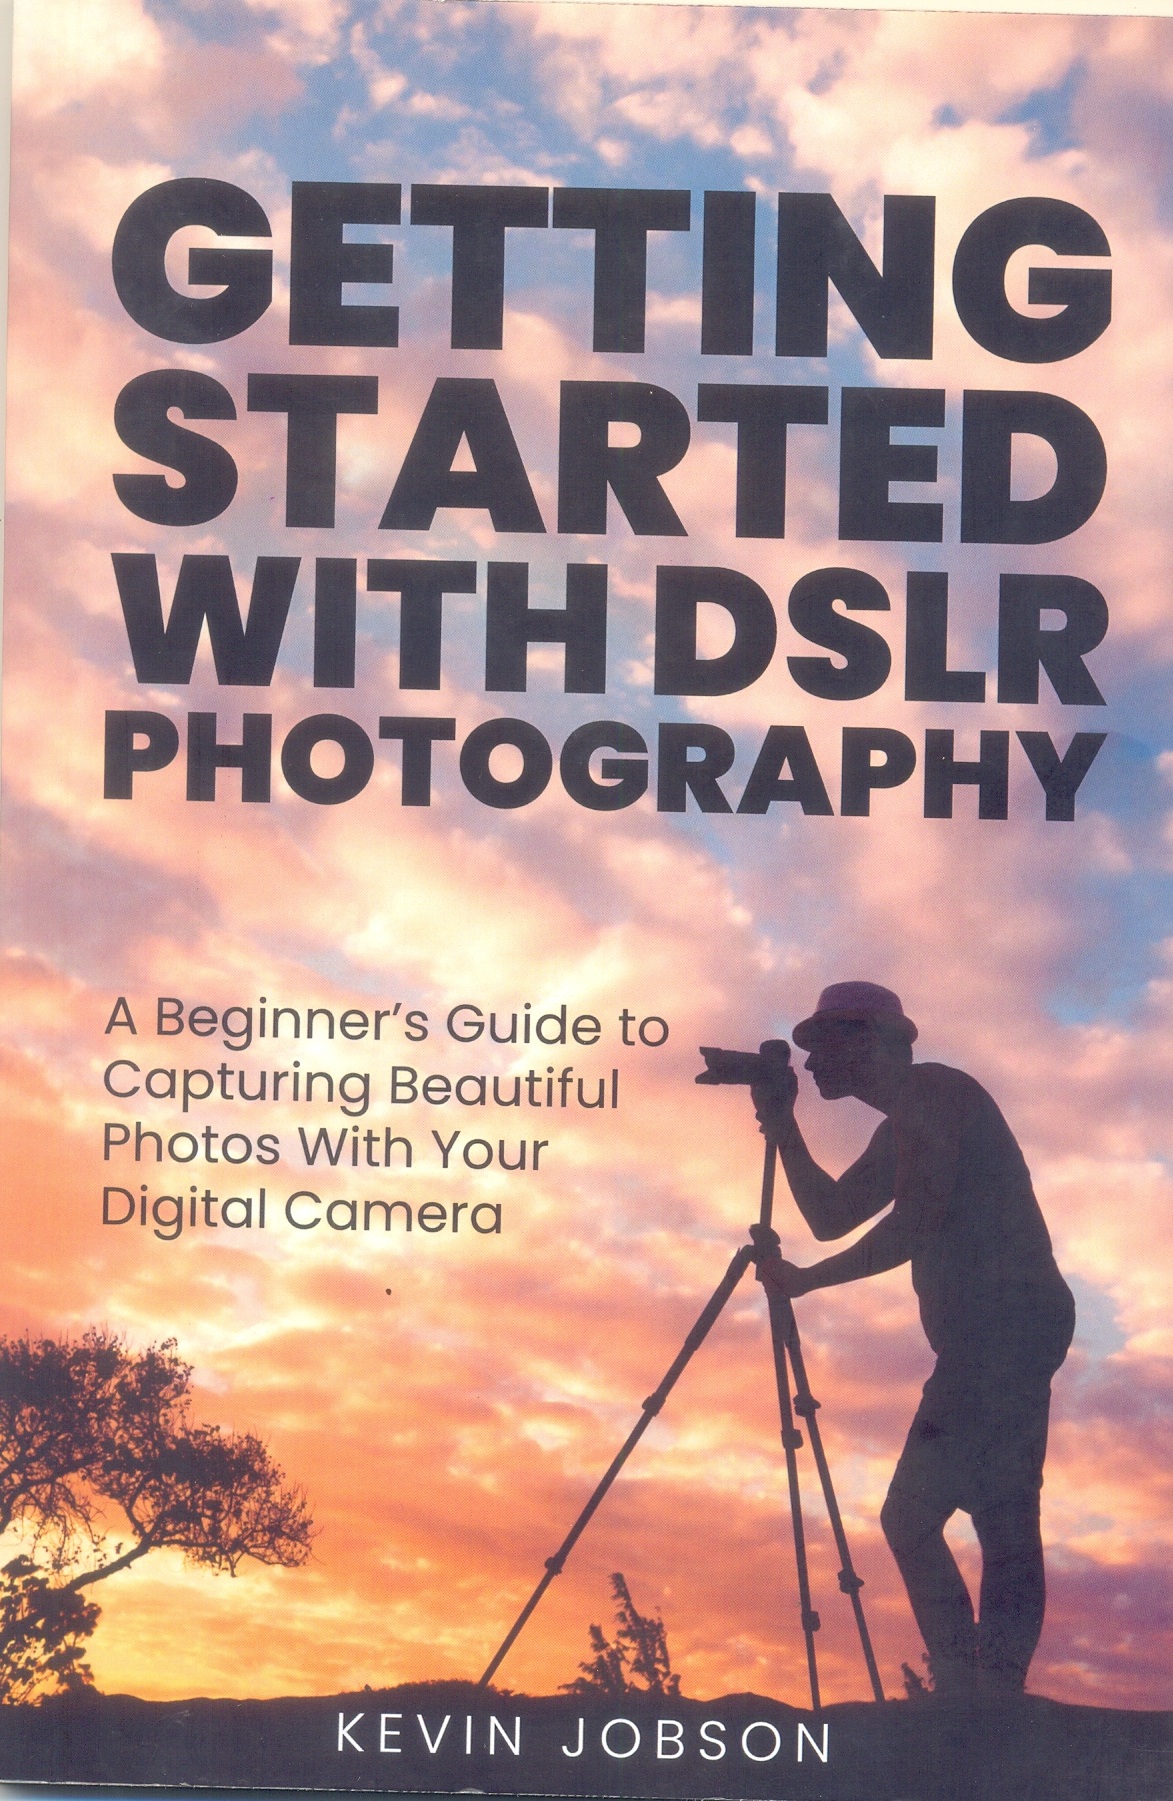 GETTING
STARTED
WITH DSLR
PHOTOGRAPHY
A Beginner's Guide to
Capturing Beautiful
Photos With Your
Digital Camera
KEVIN JOBSON